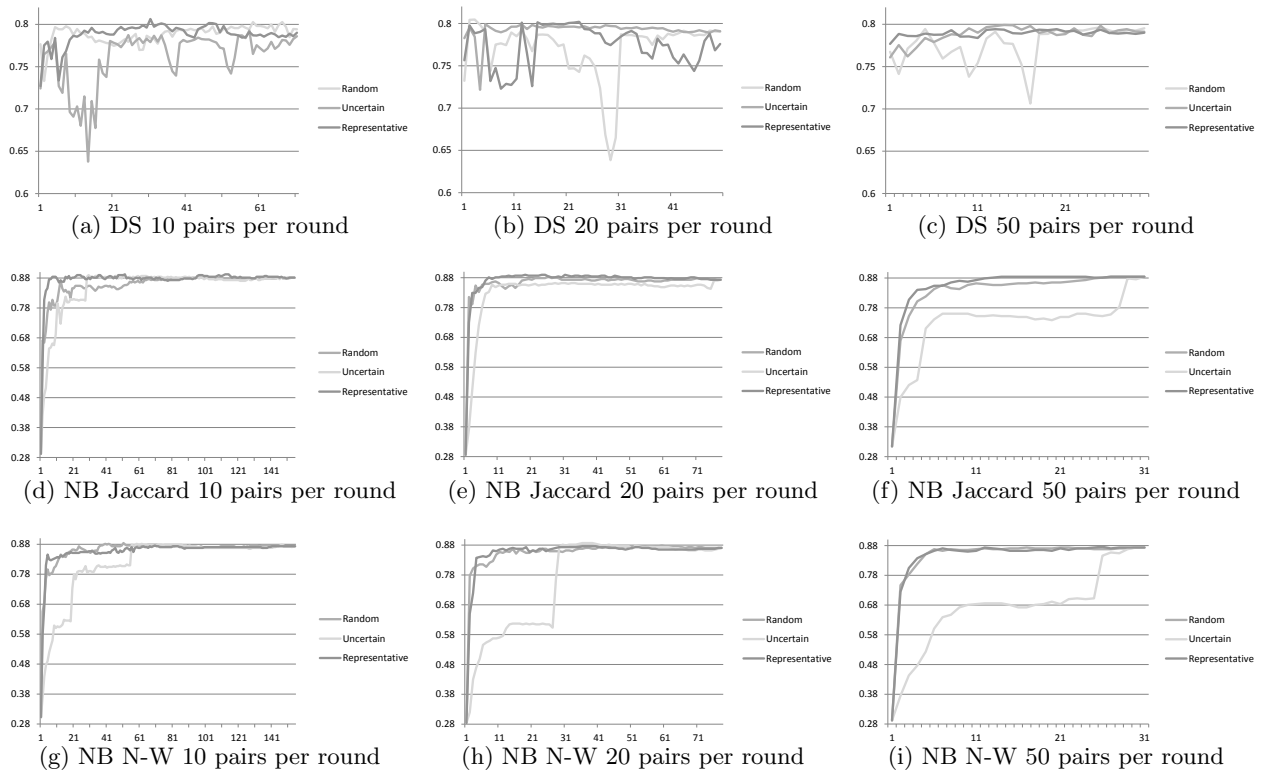 0.8
0.75
0.7
0.65
0.6
1 21 41 61
Random
Uncertain
Representative
(a) DS 10 pairs per round
0.8
0.75
0.7
0.65
0.6
1 11 21 31 41
Random
Uncertain
Representative
(b) DS 20 pairs per round
0.8
0.75
0.7
0.65
0.6
1 11 21
Random
Uncertain
Representative
(c) DS 50 pairs per round
0.88
0.78
0.68
0.58
0.48
0.38
0.28
1 21 41 61 81 101 121 141
Random
Uncertain
Representative
(d) NB Jaccard 10 pairs per round
0.88
0.78
0.68
0.58
0.48
0.38
0.28
1 11 21 31 41 51 61 71
Random
Uncertain
Representative
(e) NB Jaccard 20 pairs per round
0.88
0.78
0.68
0.58
0.48
0.38
0.28
1 11 21 31
Random
Uncertain
Representative
(f) NB Jaccard 50 pairs per round
0.88
0.78
0.68
0.58
0.48
0.38
0.28
1 21 41 61 81 101 121 141
Random
Uncertain
Representative
(g) NB N-W 10 pairs per round
0.88
0.78
0.68
0.58
0.48
0.38
0.28
1 11 21 31 41 51 61 71
Random
Uncertain
Representative
(h) NB N-W 20 pairs per round
0.88
0.78
0.68
0.58
0.48
0.38
0.28
1 11 21 31
Random
Uncertain
Representative
(i) NB N-W 50 pairs per round